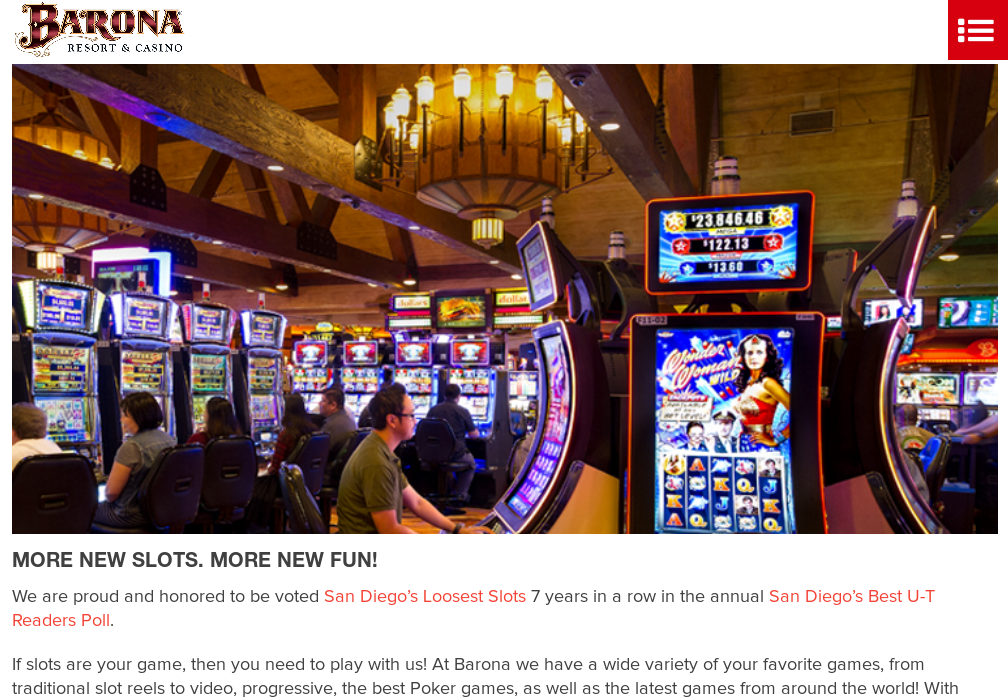 BARONA
RESORT & CASINO
$23,846.46
MEGA
$122.13
$13.60
dollars
dollar
211-02
Wonder
Woman
WILD
MORE NEW SLOTS. MORE NEW FUN!
We are proud and honored to be voted San Diego’s Loosest Slots 7 years in a row in the annual San Diego’s Best U-T
Readers Poll.
If slots are your game, then you need to play with us! At Barona we have a wide variety of your favorite games, from
traditional slot reels to video, progressive, the best Poker games, as well as the latest games from around the world! With